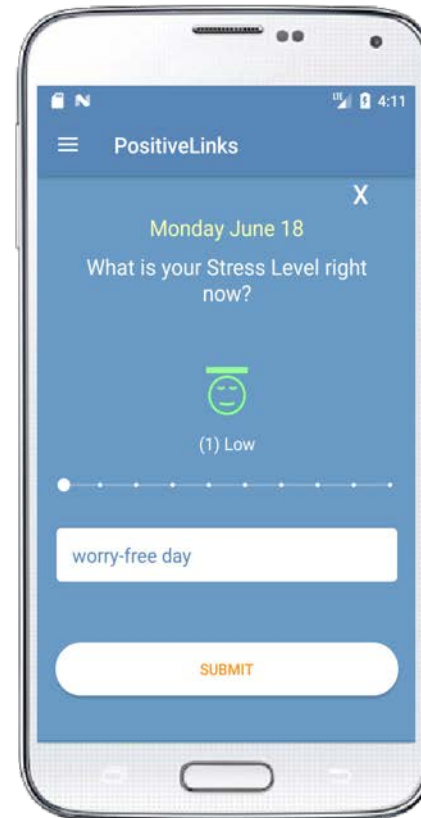 LTE 4:11
PositiveLinks
X
Monday June 18
What is your Stress Level right
now?
(1) Low
worry-free day
SUBMIT